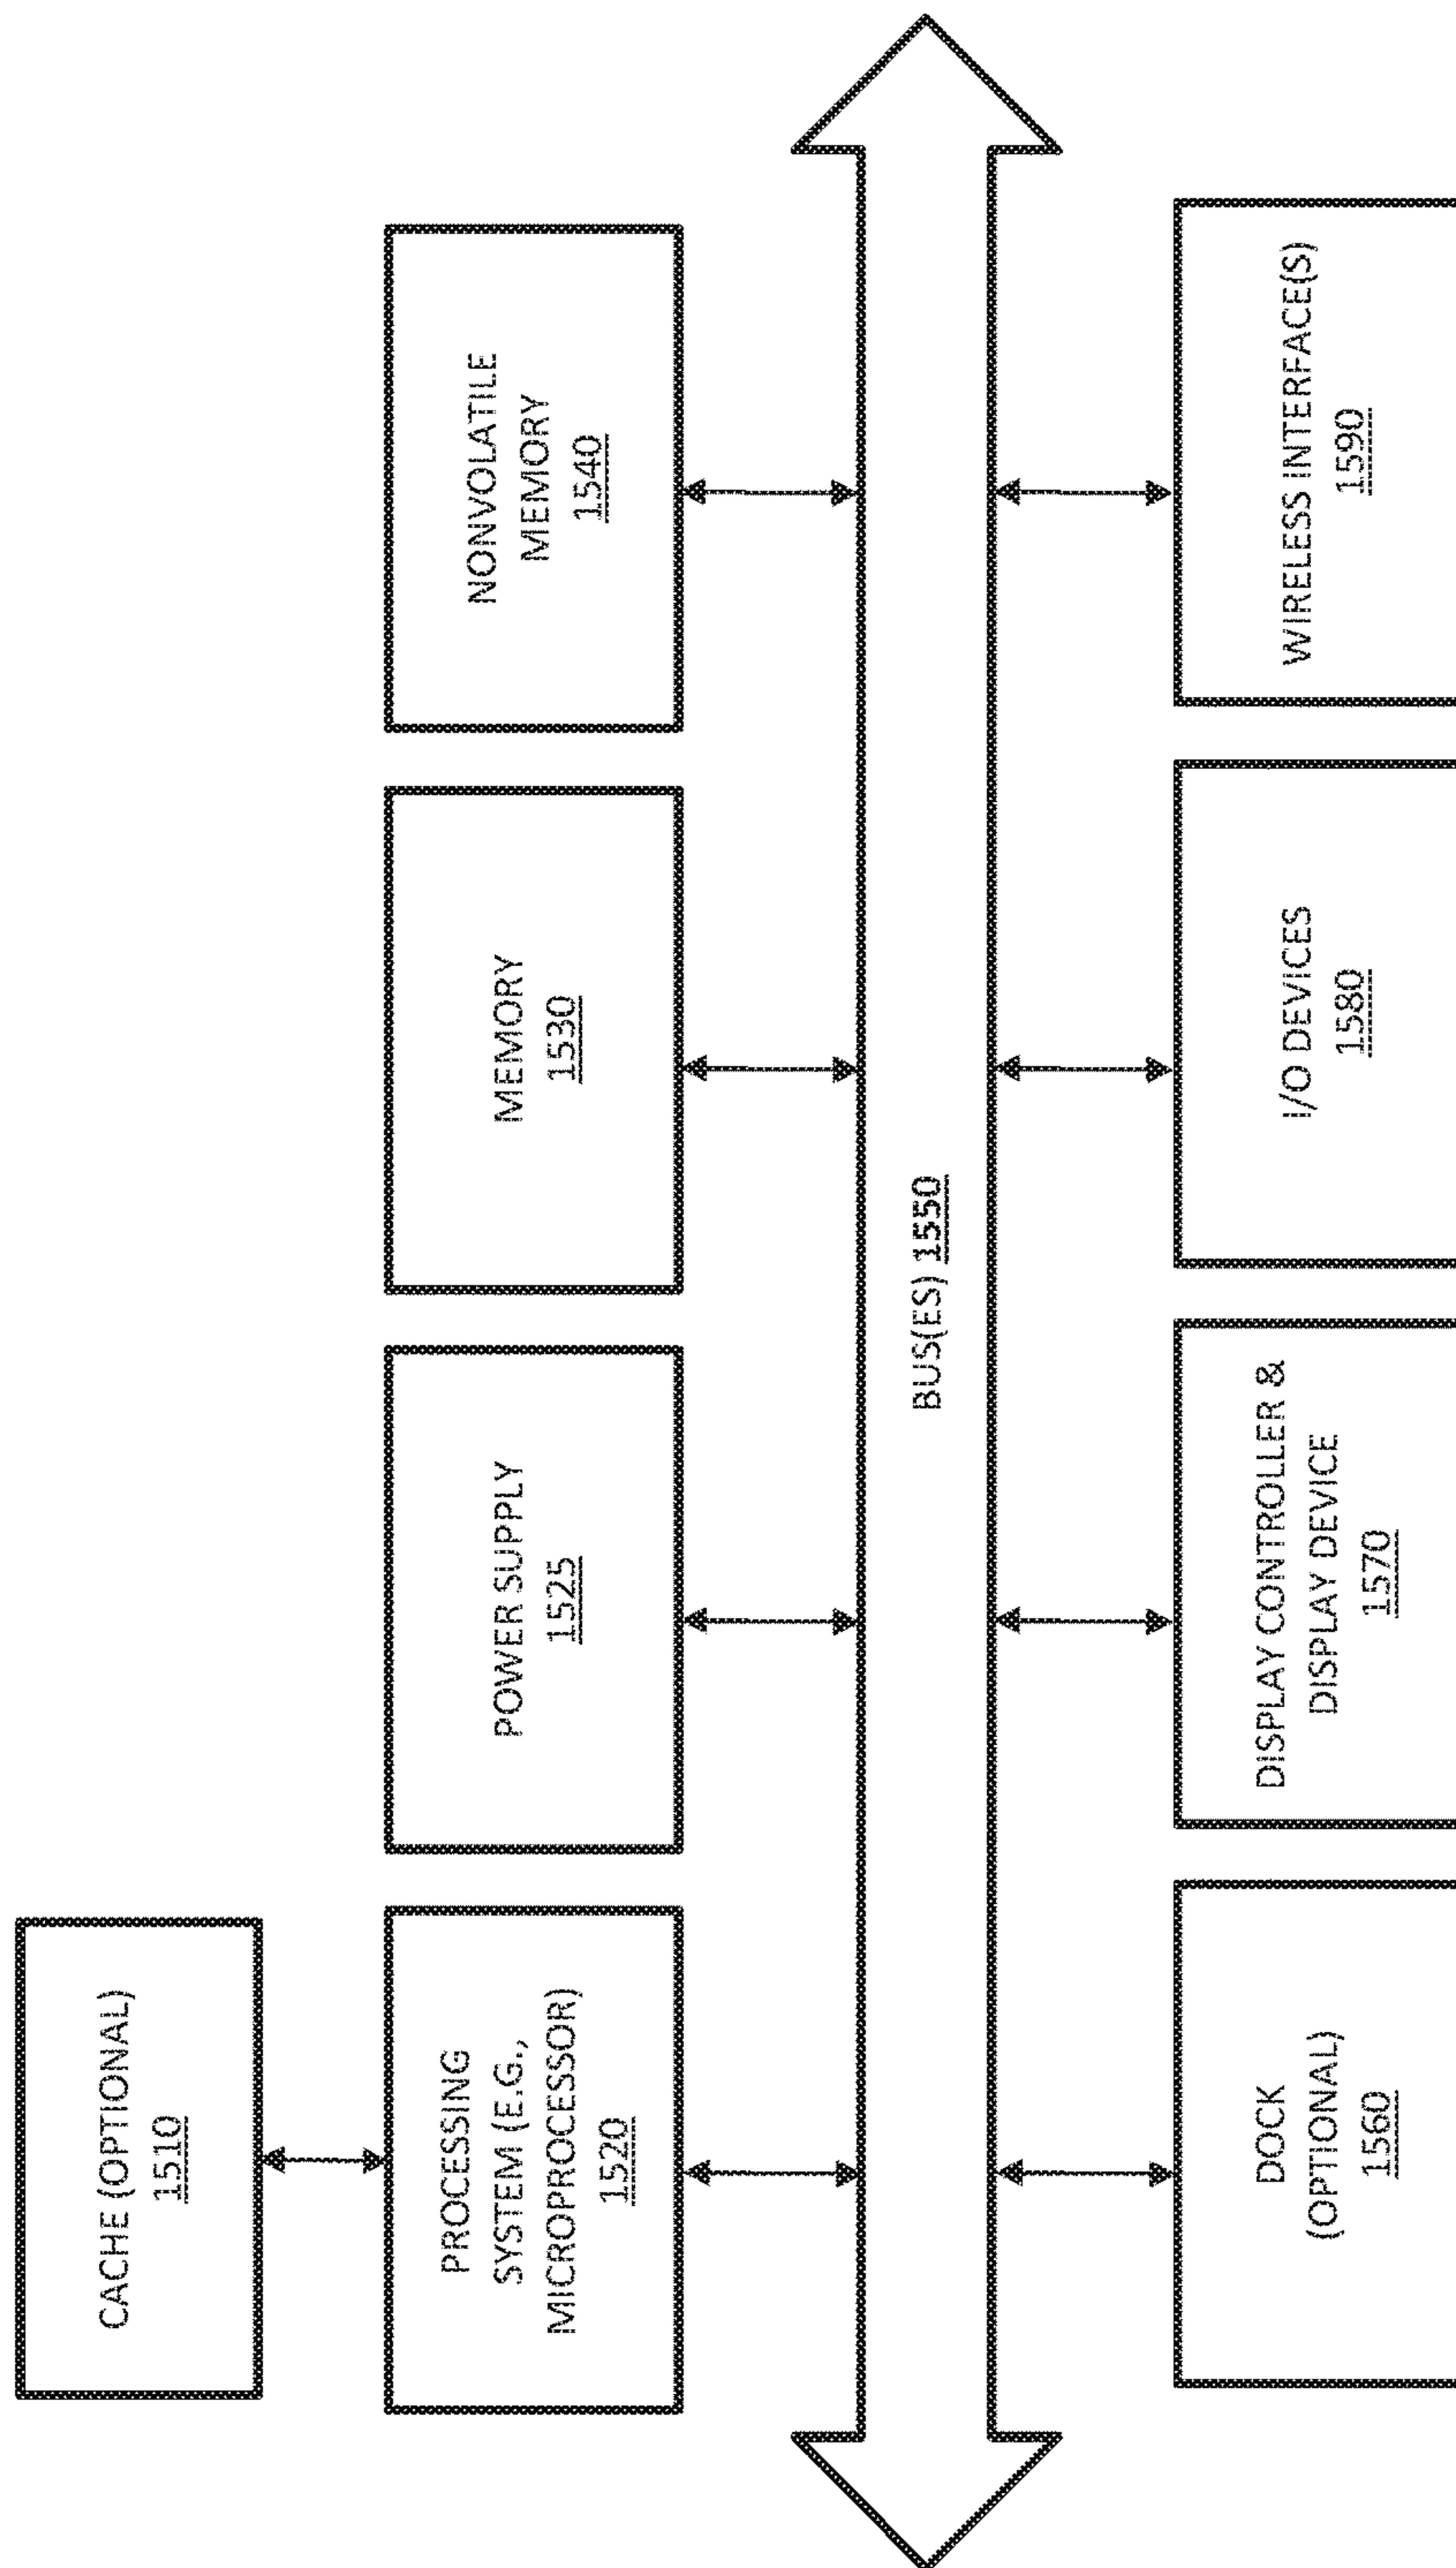 CACHE (OPTIONAL)
1510
PROCESSING
SYSTEM (E.G.,
MICROPROCESSOR)
1520
POWER SUPPLY
1525
MEMORY
1530
NONVOLATILE
MEMORY
1540
BUS(ES) 1550
DOCK
(OPTIONAL)
1560
DISPLAY CONTROLLER &
DISPLAY DEVICE
1570
I/O DEVICES
1580
WIRELESS INTERFACE(S)
1590